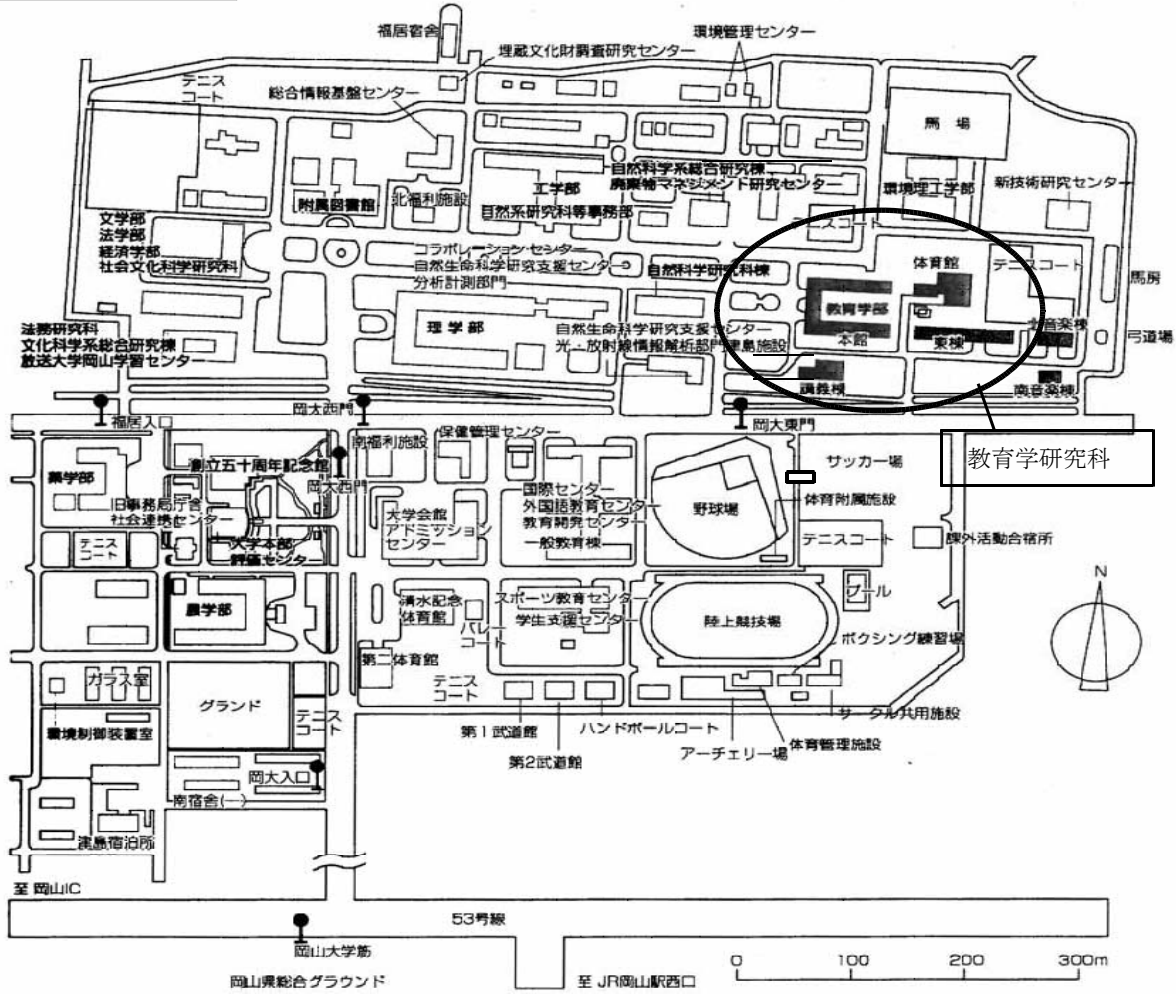 福居宿舎
環境管理センター
埋蔵文化財調査研究センター
テニス
コート
総合情報基盤センター
馬場
自然科学系総合研究棟
廃棄物マネジメント研究センター
工学部
環境理工学部
新技術研究センター
附属図書館
北福利施設
自然系研究科等事務部
テニスコート
文学部
法学部
経済学部
社会文化科学研究科
コラボレーション・センター
自然生命科学研究支援センター
分析計測部門
自然科学研究科棟
体育館
テニスコート
馬房
教育学部
本館
法務研究科
文化科学系総合研究棟
放送大学岡山学習センター
理学部
自然生命科学研究支援センター
光・放射線情報解析部門津島施設
東棟
北音楽棟
弓道場
講義棟
南音楽棟
福居入口
岡大西門
岡大東門
教育学研究科
南福利施設
保健管理センター
サッカー場
薬学部
創立五十周年記念館
岡大西門
国際センター
外国語教育センター
教育開発センター
一般教育棟
野球場
体育附属施設
旧事務局庁舎
社会連携センター
大学会館
アドミッション
センター
テニスコート
課外活動合宿所
テニス
コート
大学本部
評価センター
プール
農学部
清水記念
体育館
バレー
コート
スポーツ教育センター
学生支援センター
陸上競技場
ボクシング練習場
N
第二体育館
ガラス室
グランド
テニス
コート
テニス
コート
第1武道館
ハンドボールコート
サークル共用施設
環境制御装置室
第2武道館
アーチェリー場
体育管理施設
岡大入口
南宿舎(一)
津島宿泊所
至 岡山IC
53号線
岡山大学筋
岡山県総合グラウンド
至 JR岡山駅西口
0 100 200 300m